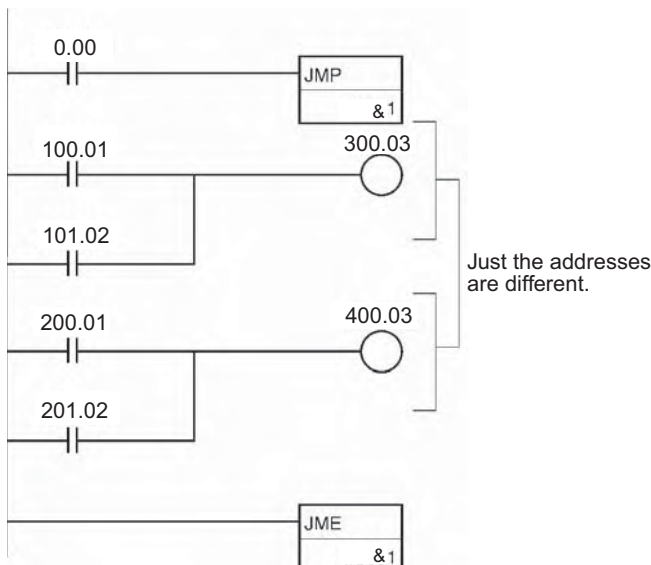 0.00
JMP
&1
100.01
300.03
101.02
Just the addresses
are different.
200.01
400.03
201.02
JME
&1